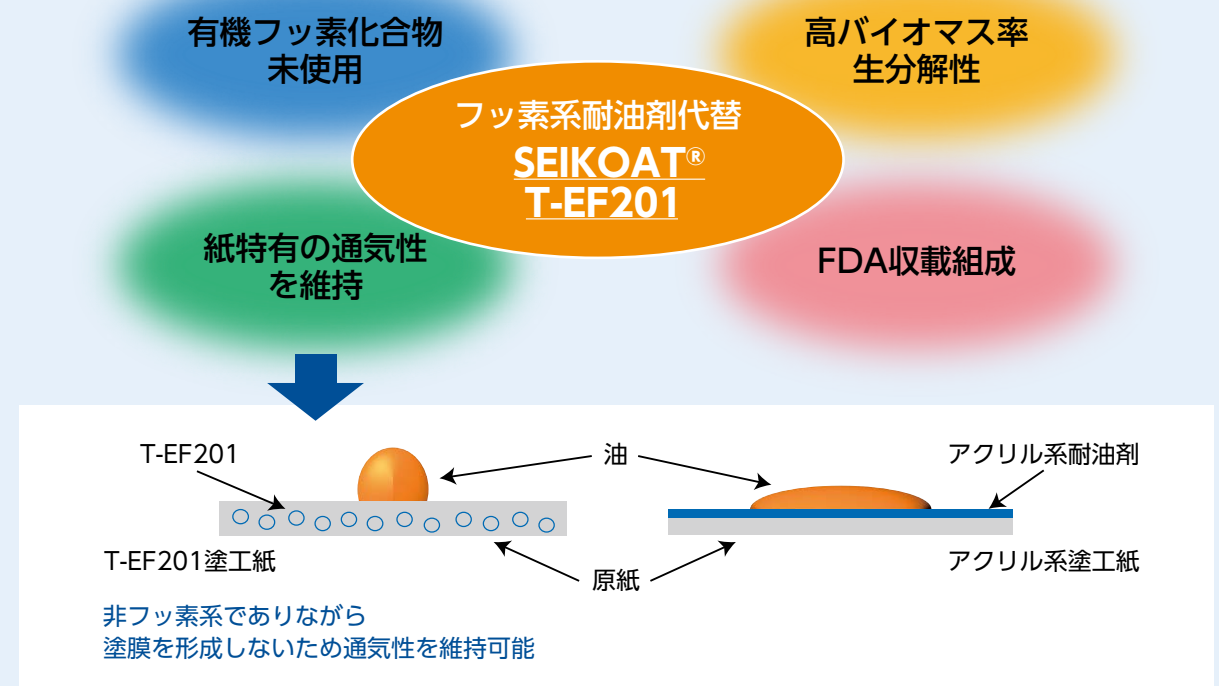 有機フッ素化合物
未使用
高バイオマス率
生分解性
フッ素系耐油剤代替
SEIKOAT®
T-EF201
紙特有の通気性
を維持
FDA収載組成
T-EF201
油
アクリル系耐油剤
T-EF201塗工紙
原紙
アクリル系塗工紙
非フッ素系でありながら
塗膜を形成しないため通気性を維持可能